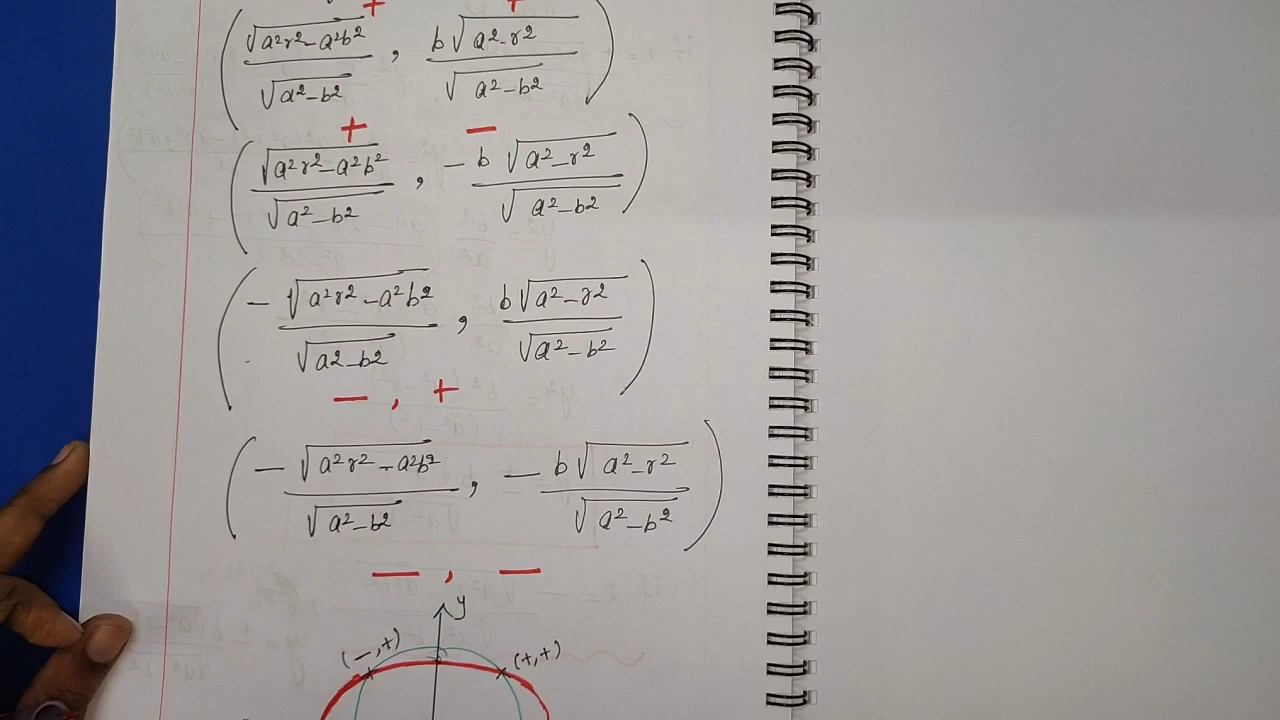 + +
( √(a²r²-a²b²) / √(a²-b²) , b√(a²-r²) / √(a²-b²) )
+ −
( √(a²r²-a²b²) / √(a²-b²) , -b√(a²-r²) / √(a²-b²) )
( -√(a²r²-a²b²) / √(a²-b²) , b√(a²-r²) / √(a²-b²) )
− , +
( -√(a²r²-a²b²) / √(a²-b²) , -b√(a²-r²) / √(a²-b²) )
− , −
y
(−,+) (+,+)